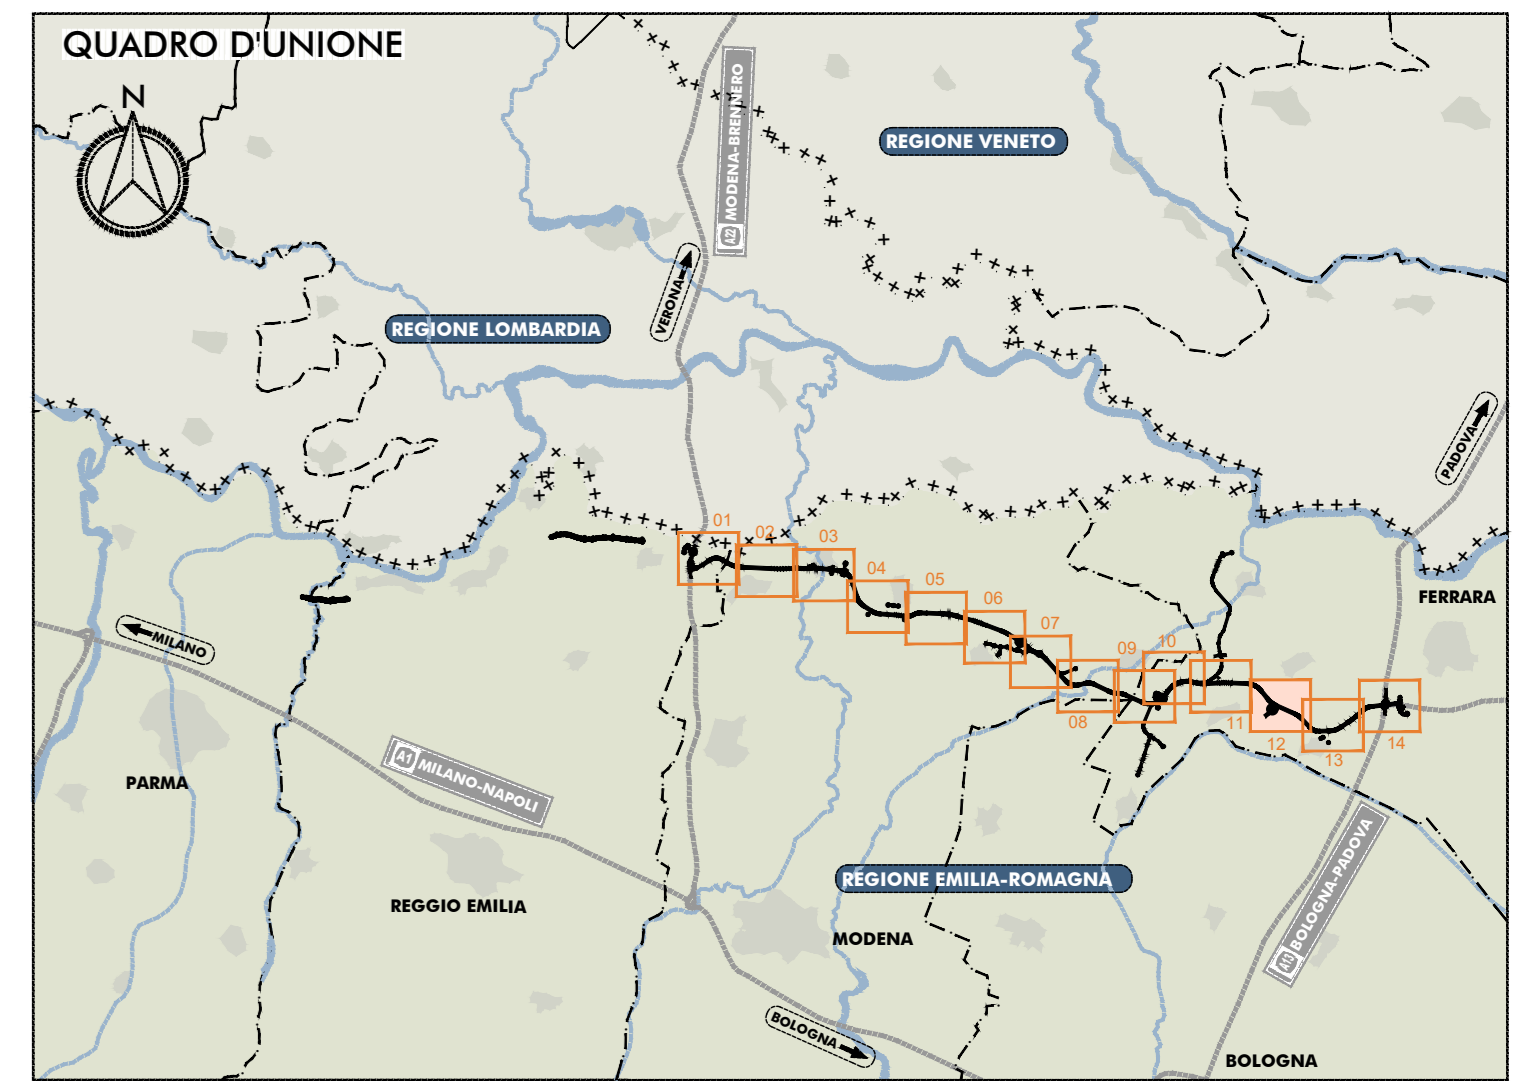 QUADRO D'UNIONE
N
A22 MODENA-BRENNERO
REGIONE VENETO
VERONA
REGIONE LOMBARDIA
PADOVA
01
02
03
04
05
06
07
08
09
10
11
12
13
14
FERRARA
MILANO
PARMA
A1 MILANO-NAPOLI
REGIONE EMILIA-ROMAGNA
A13 BOLOGNA-PADOVA
REGGIO EMILIA
MODENA
BOLOGNA
BOLOGNA